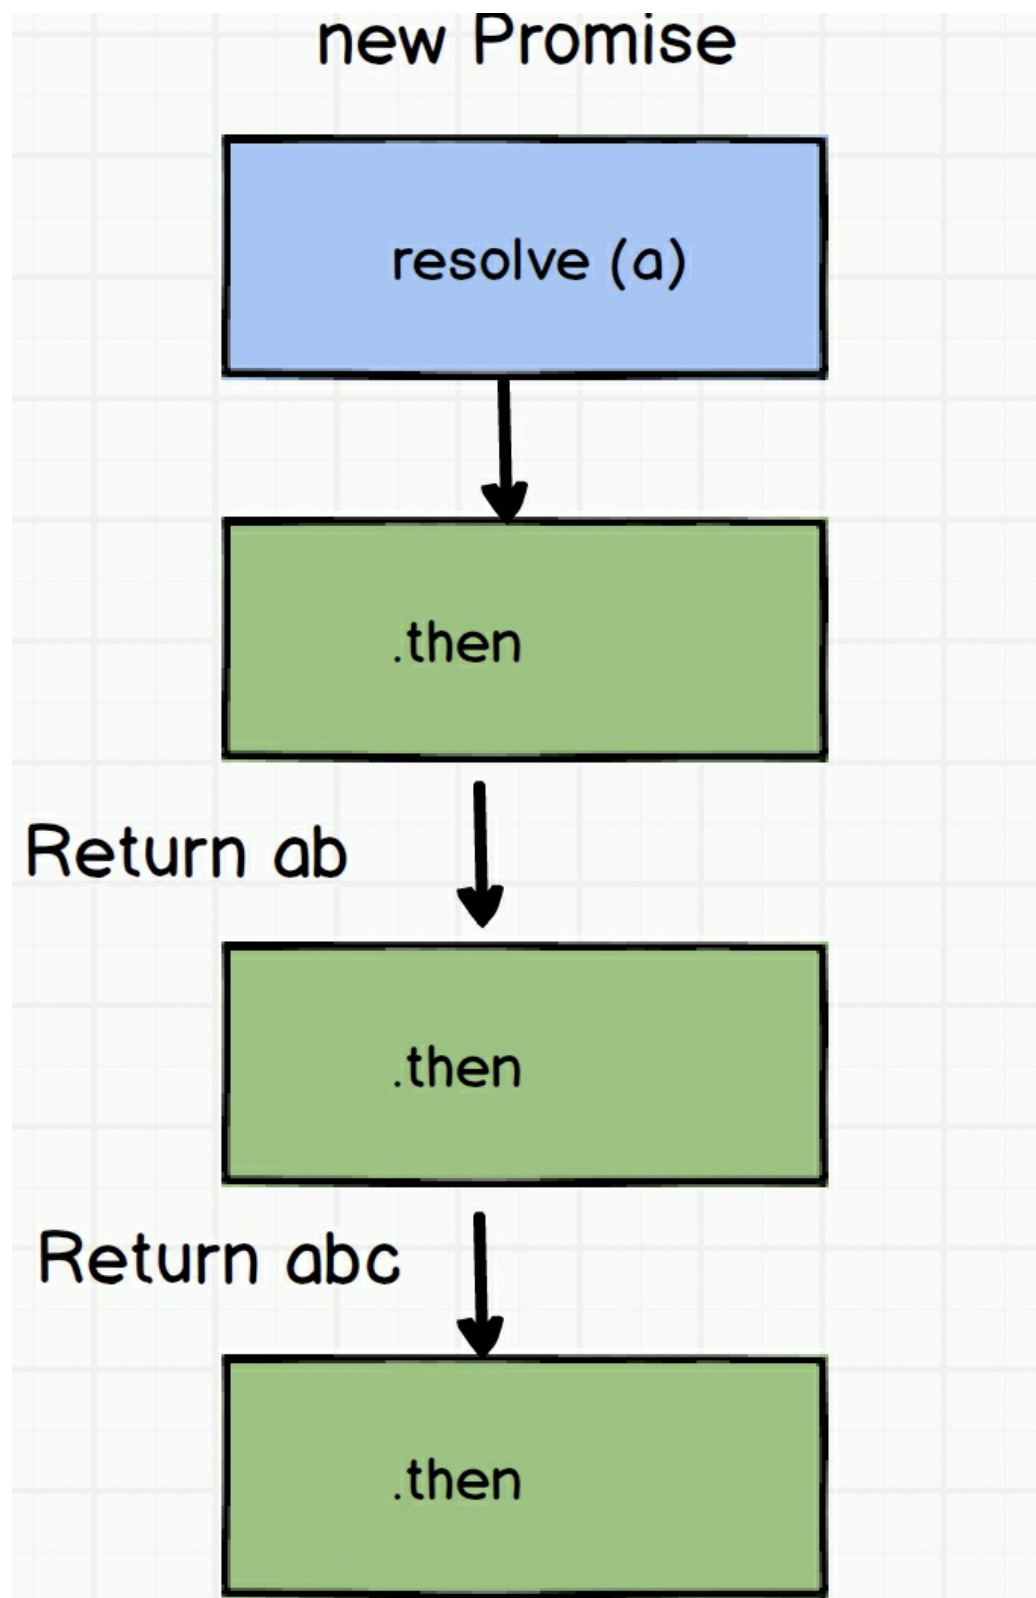 new Promise
resolve (a)
.then
Return ab
.then
Return abc
.then